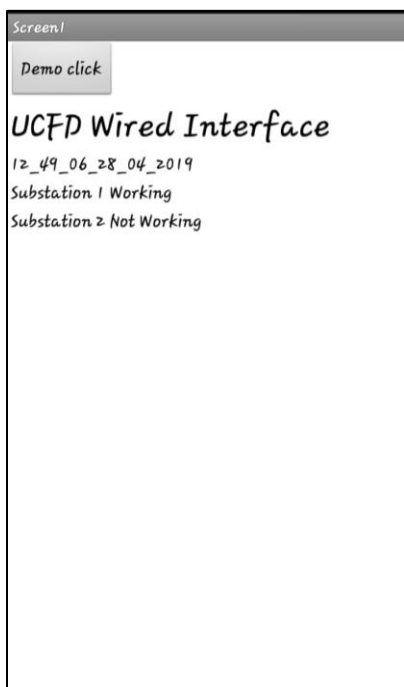 Screen1
Demo click
UCFD Wired Interface
12_49_06_28_04_2019
Substation 1 Working
Substation 2 Not Working